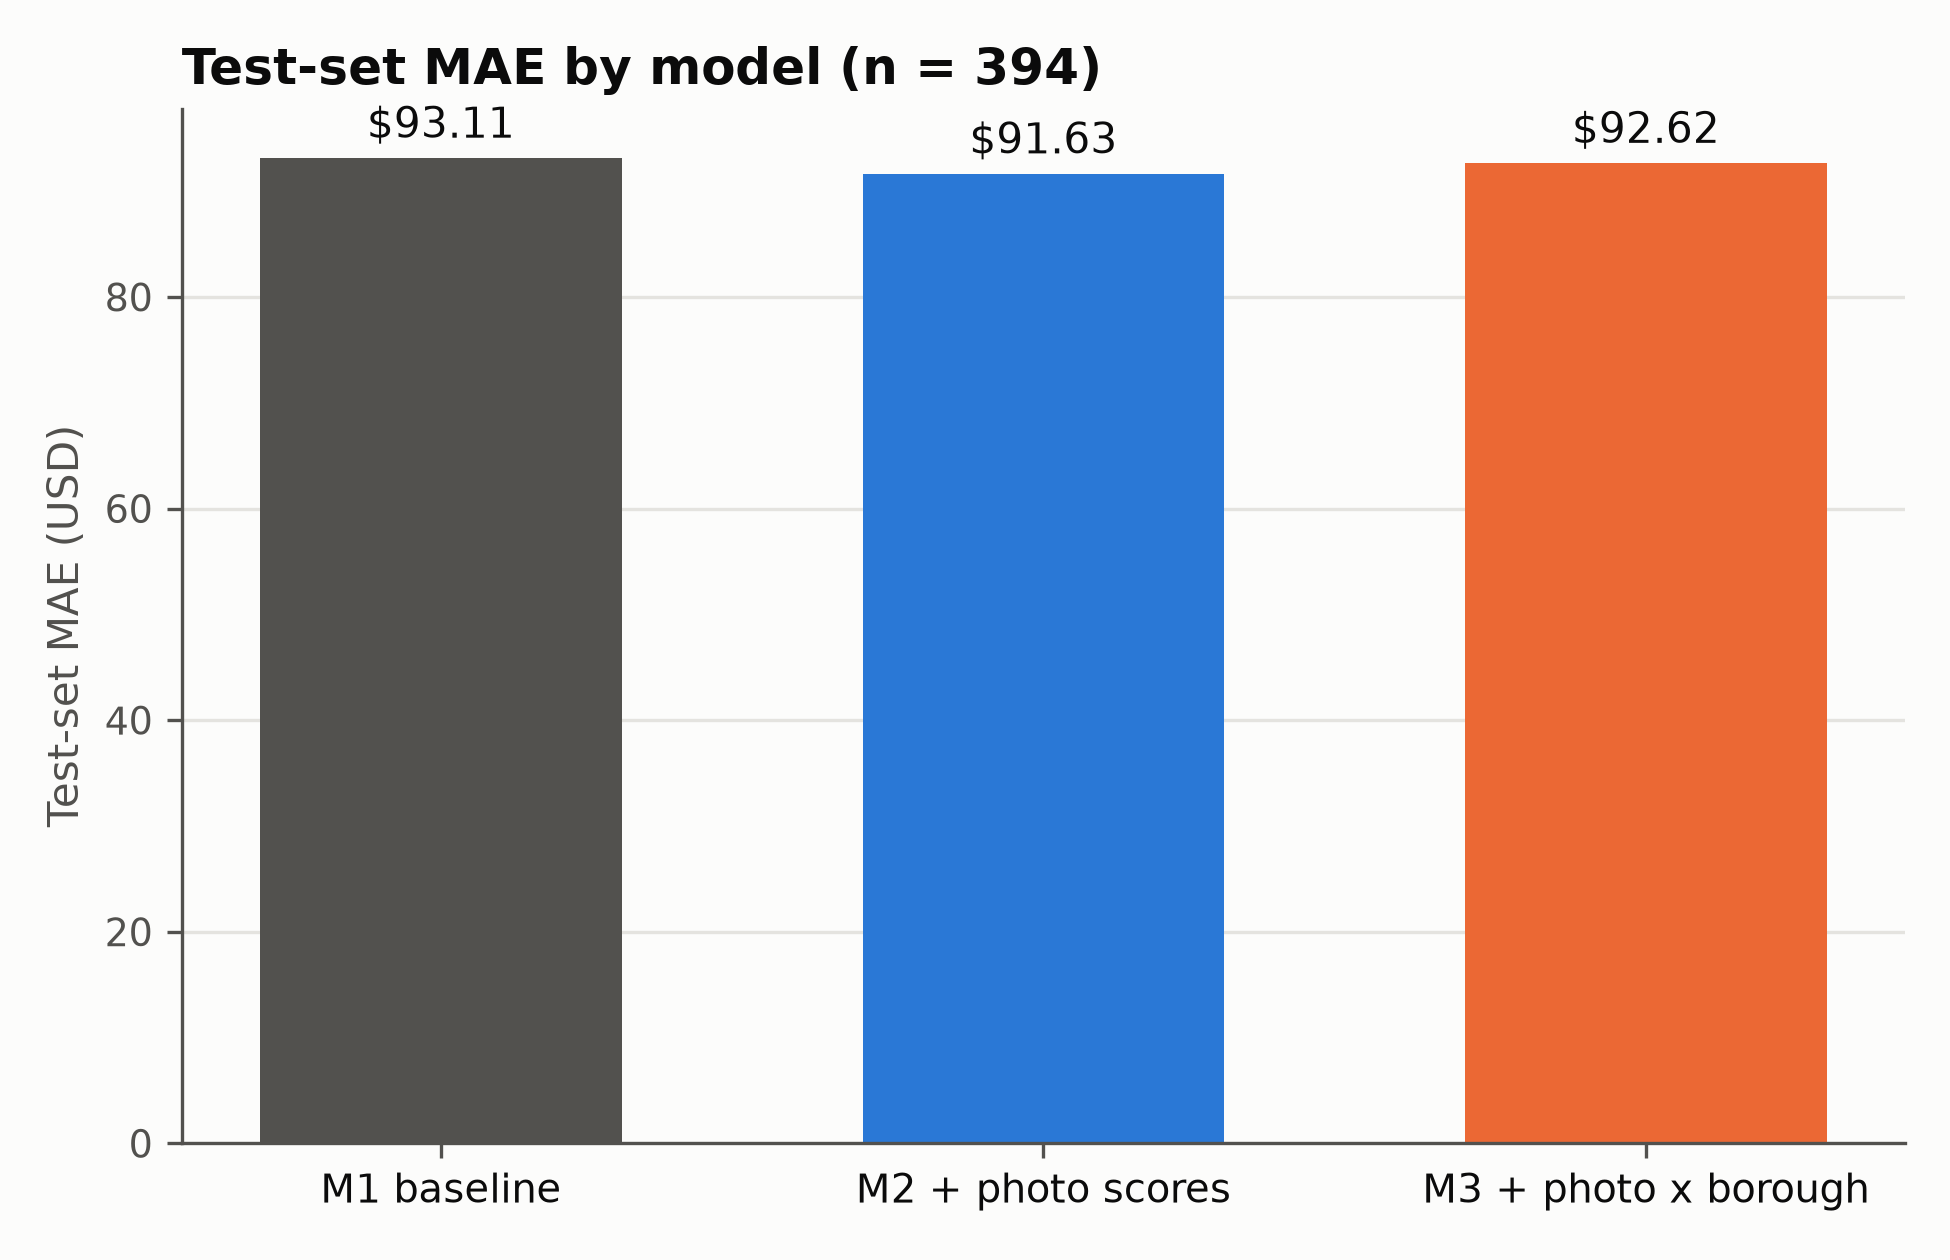 Test-set MAE by model (n = 394)
$93.11
$91.63
$92.62
Test-set MAE (USD)
80
60
40
20
0
M1 baseline
M2 + photo scores
M3 + photo x borough